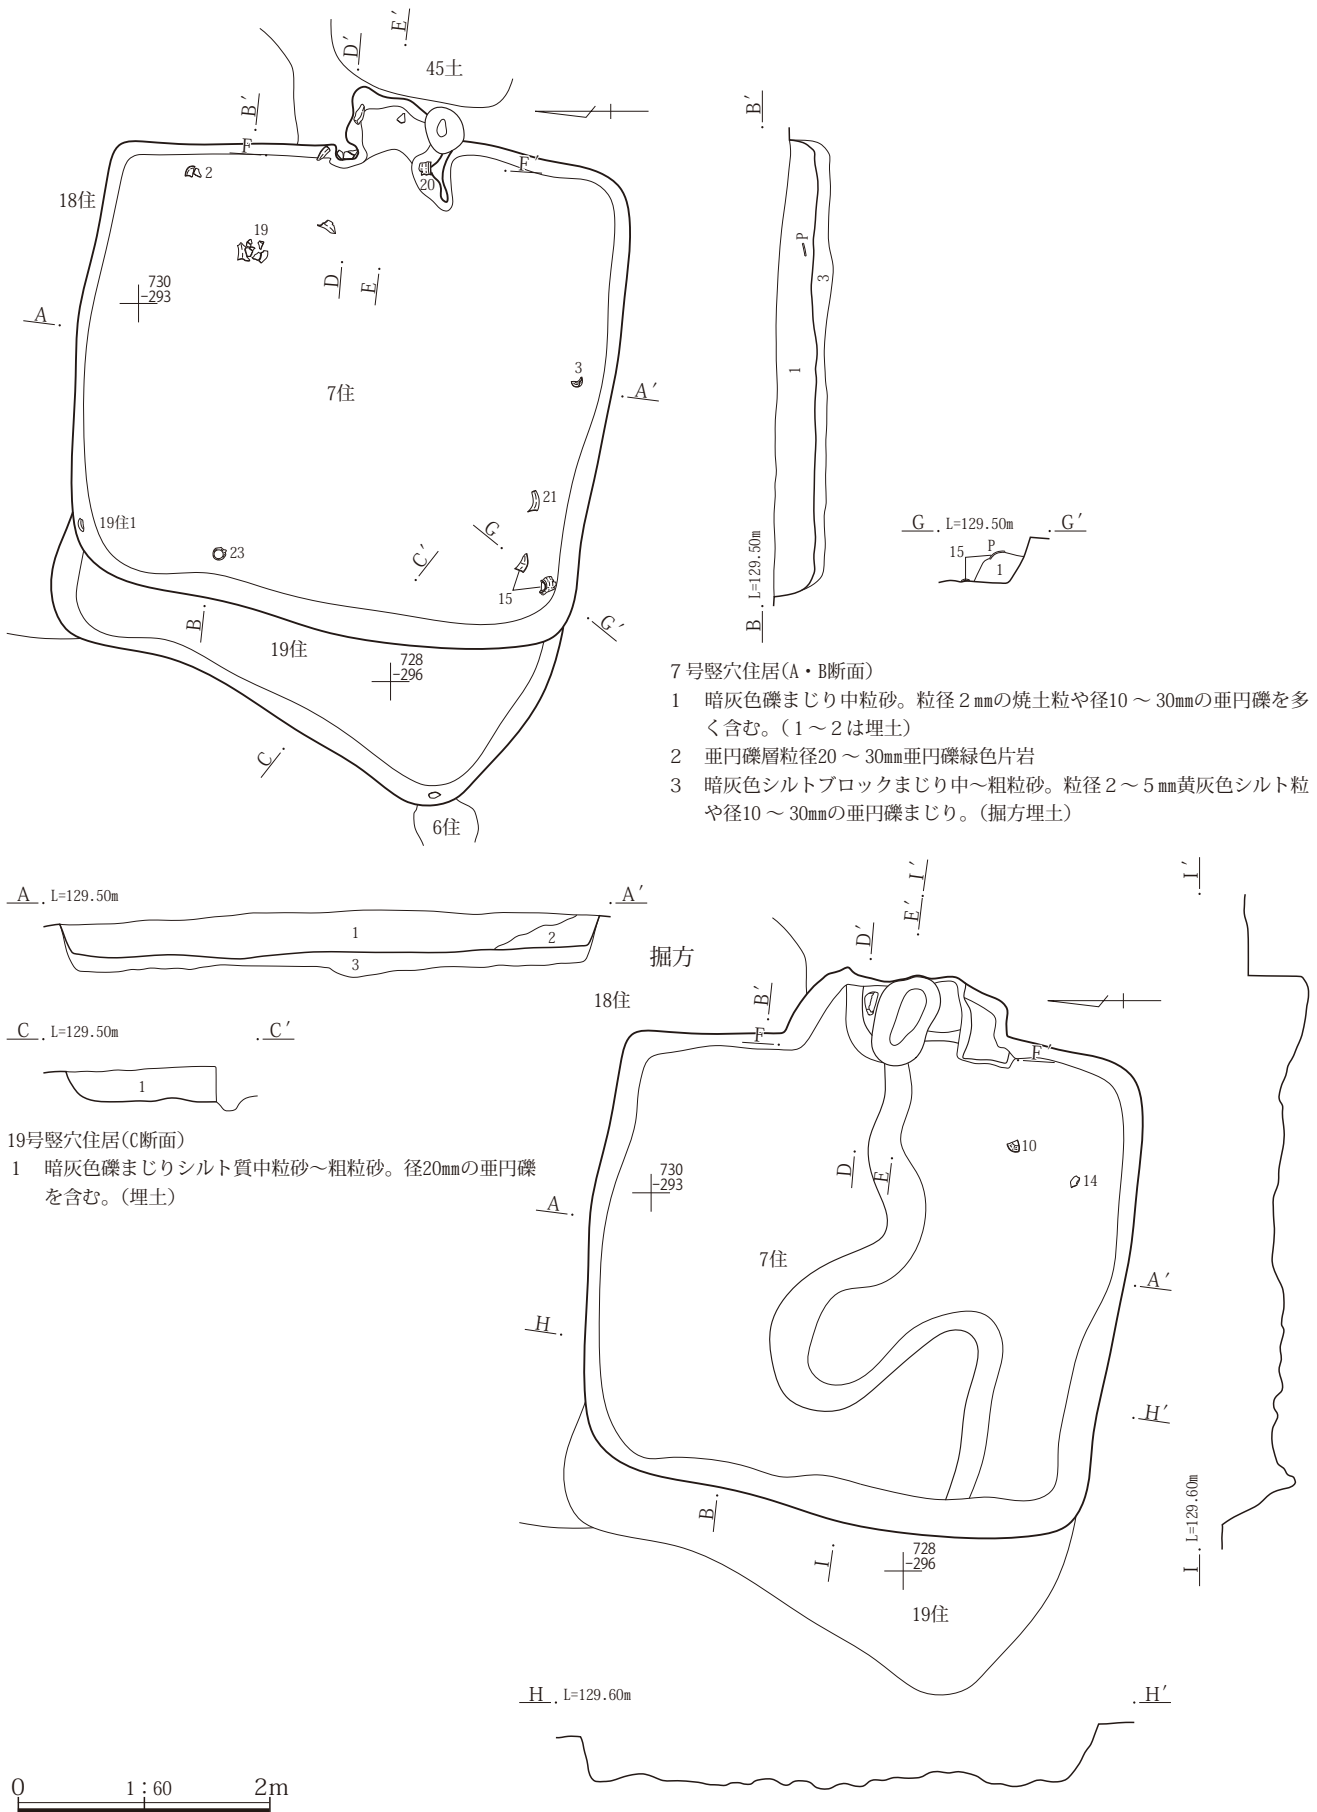 E′
D′
45土
B′
F
F′
2
20
18住
19
D
E
730
-293
A
7住
3
A′
21
19住1
23
G
C′
15
B
G′
19住
728
-296
C
6住
B′
P
3
1
B L=129.50m
G L=129.50m G′
15
P
1
7号竪穴住居(A・B断面)
1 暗灰色礫まじり中粒砂。粒径２㎜の焼土粒や径10 ～ 30㎜の亜円礫を多
く含む。（１～２は埋土）
2 亜円礫層粒径20 ～ 30㎜亜円礫緑色片岩
3 暗灰色シルトブロックまじり中～粗粒砂。粒径２～５㎜黄灰色シルト粒
や径10 ～ 30㎜の亜円礫まじり。（掘方埋土）
A L=129.50m A′
1
2
3
C L=129.50m C′
1
19号竪穴住居(C断面)
1 暗灰色礫まじりシルト質中粒砂～粗粒砂。径20㎜の亜円礫
を含む。（埋土）
掘方
I′
E′
D′
18住
B′
F
F′
10
14
D
E
730
-293
A
7住
A′
H
H′
B
I
728
-296
19住
I′
I L=129.60m
H L=129.60m H′
0 1：60 2m